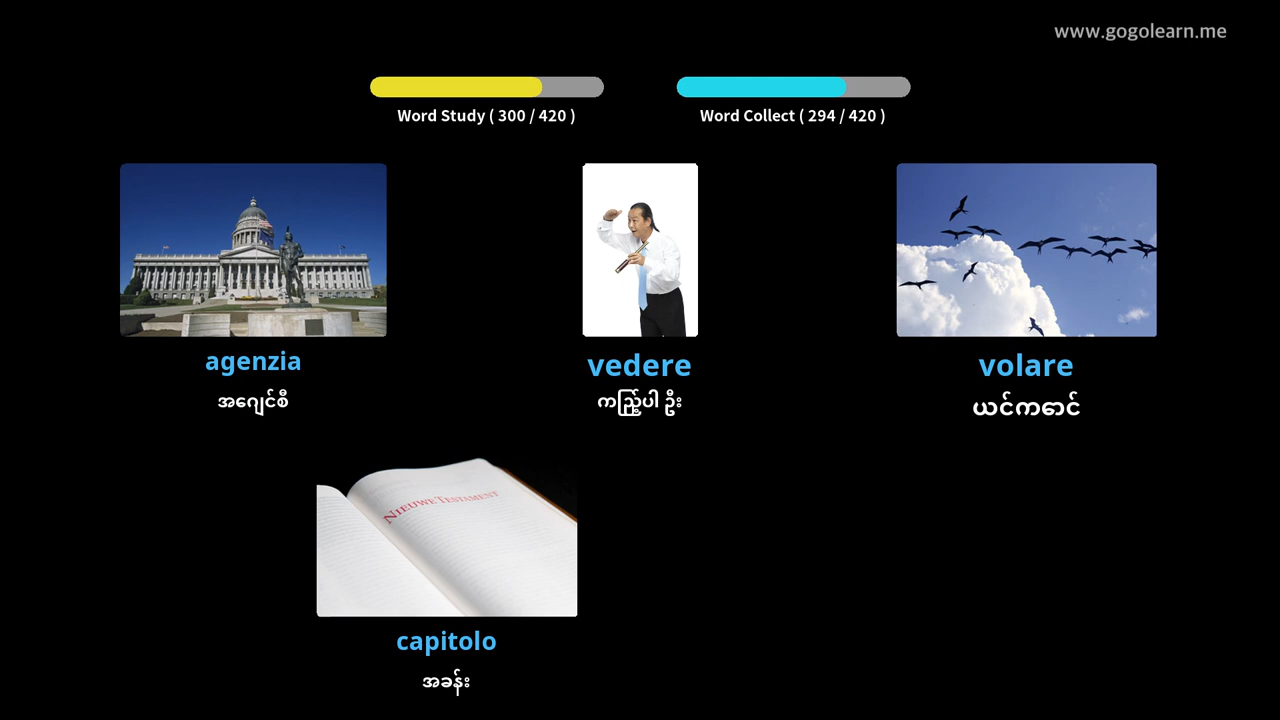 www.gogolearn.me
Word Study ( 300 / 420 )
Word Collect ( 294 / 420 )
agenzia
အေဂျင်စီ
vedere
ကည့်ြပါ ဦး
volare
ယင်ကောင်
NIEUWE TESTAMENT
capitolo
အခန်း